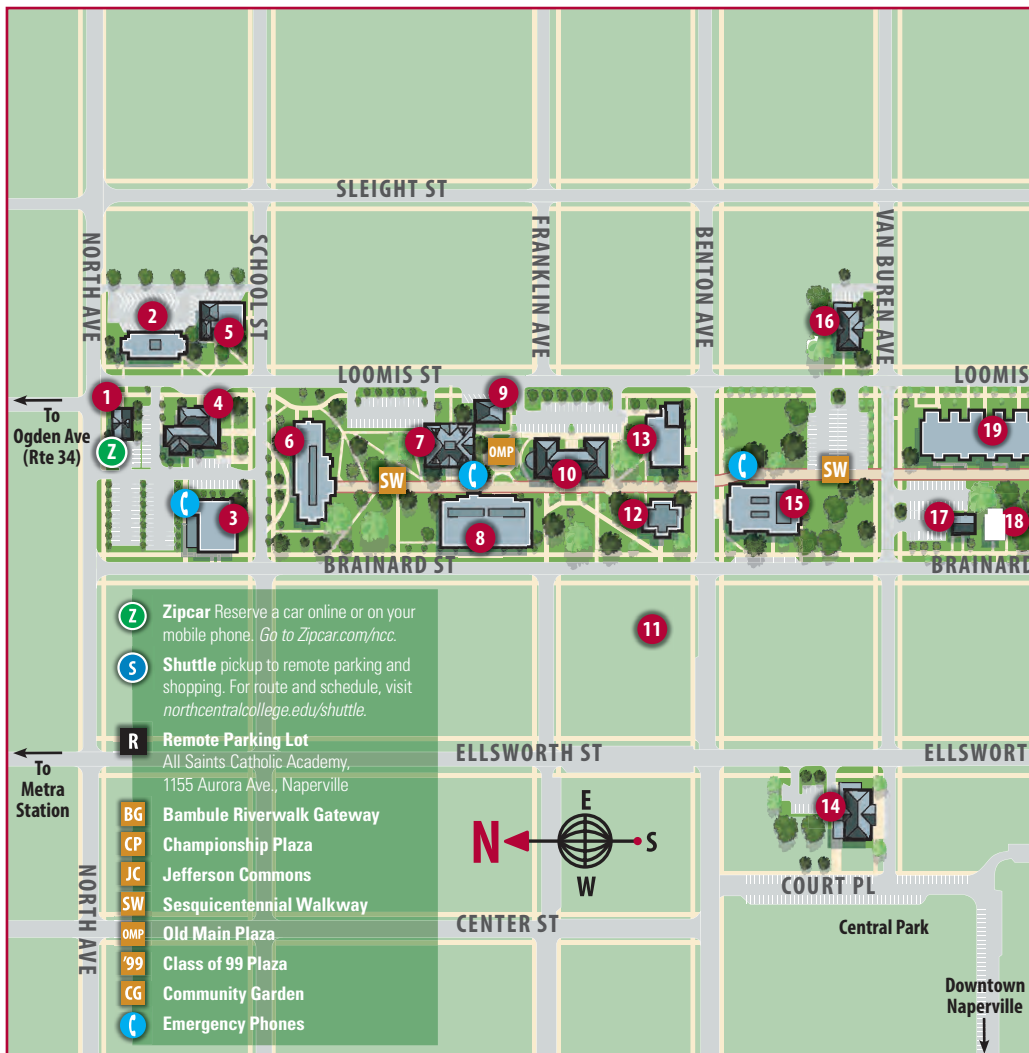 SLEIGHT ST
NORTH AVE
SCHOOL ST
FRANKLIN AVE
BENTON AVE
VAN BUREN AVE
2
5
16
LOOMIS ST
LOOMIS
1
4
9
To
Ogden Ave
(Rte 34)
Z
6
7
OMP
10
13
19
SW
SW
3
8
12
15
17
18
BRAINARD ST
BRAINARD
11
Z Zipcar Reserve a car online or on your
mobile phone. Go to Zipcar.com/ncc.
S Shuttle pickup to remote parking and
shopping. For route and schedule, visit
northcentralcollege.edu/shuttle.
R Remote Parking Lot
All Saints Catholic Academy,
1155 Aurora Ave., Naperville
BG Bambule Riverwalk Gateway
CP Championship Plaza
JC Jefferson Commons
SW Sesquicentennial Walkway
OMP Old Main Plaza
'99 Class of 99 Plaza
CG Community Garden
Emergency Phones
ELLSWORTH ST
ELLSWORT
To
Metra
Station
E
N
S
W
14
COURT PL
NORTH AVE
CENTER ST
Central Park
Downtown
Naperville